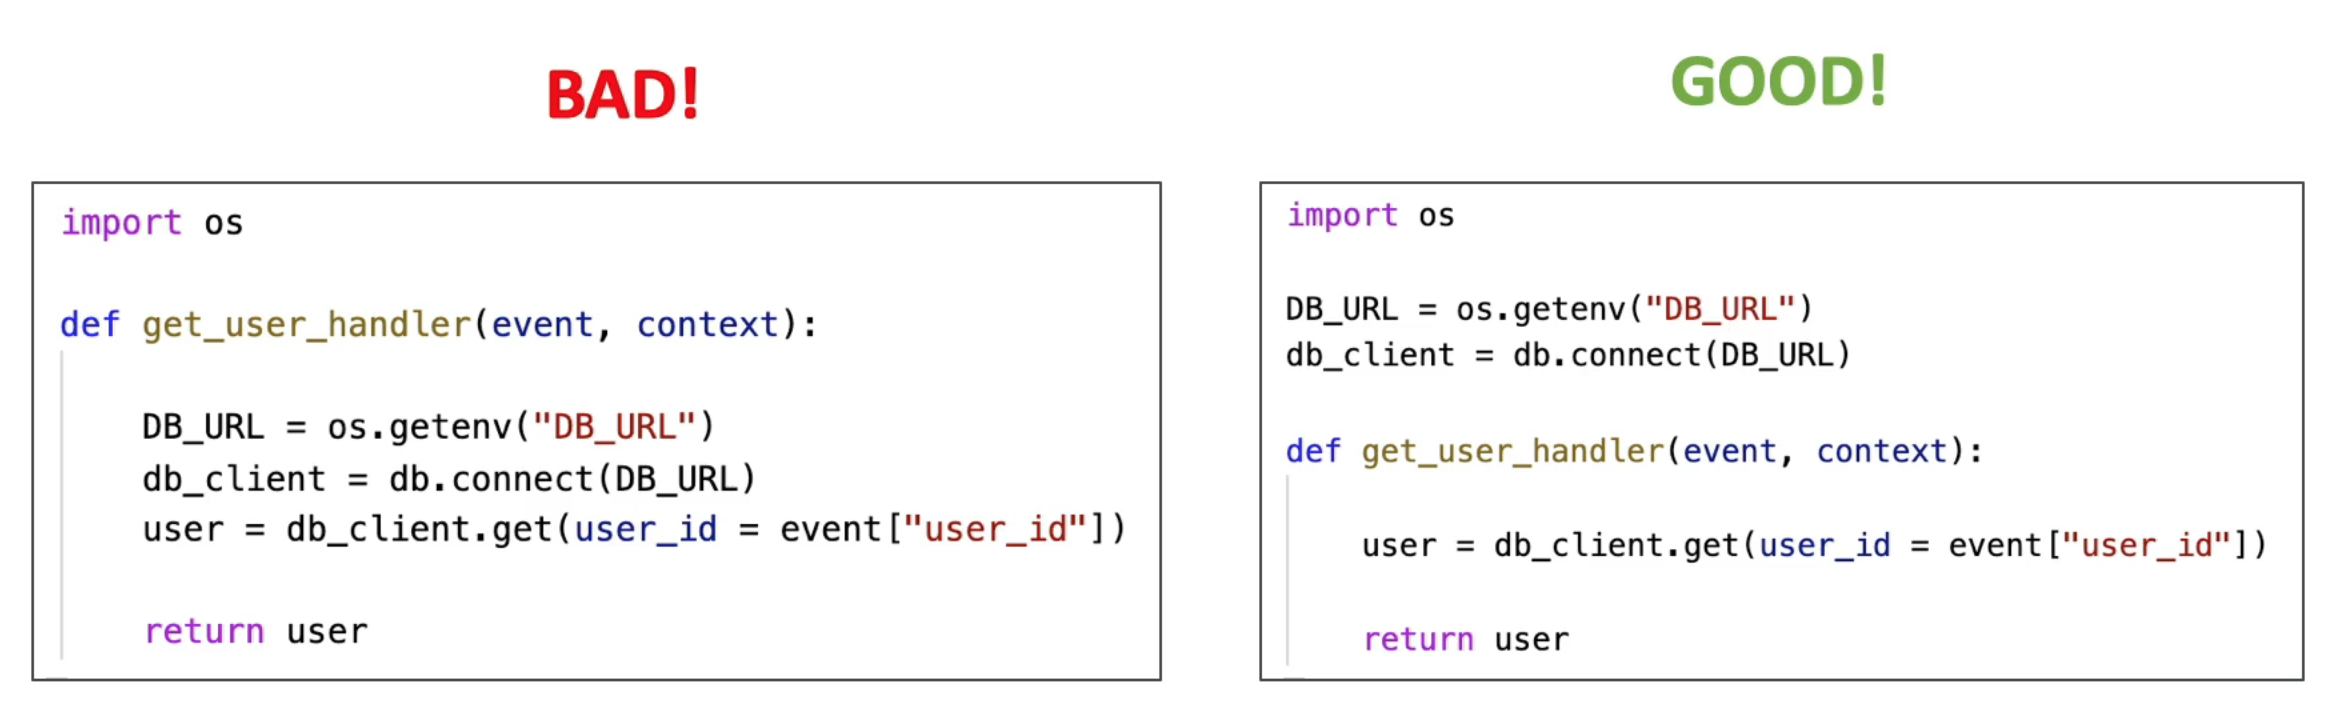 BAD!
import os
def get_user_handler(event, context):
DB_URL = os.getenv("DB_URL")
db_client = db.connect(DB_URL)
user = db_client.get(user_id = event["user_id"])
return user
GOOD!
import os
DB_URL = os.getenv("DB_URL")
db_client = db.connect(DB_URL)
def get_user_handler(event, context):
user = db_client.get(user_id = event["user_id"])
return user